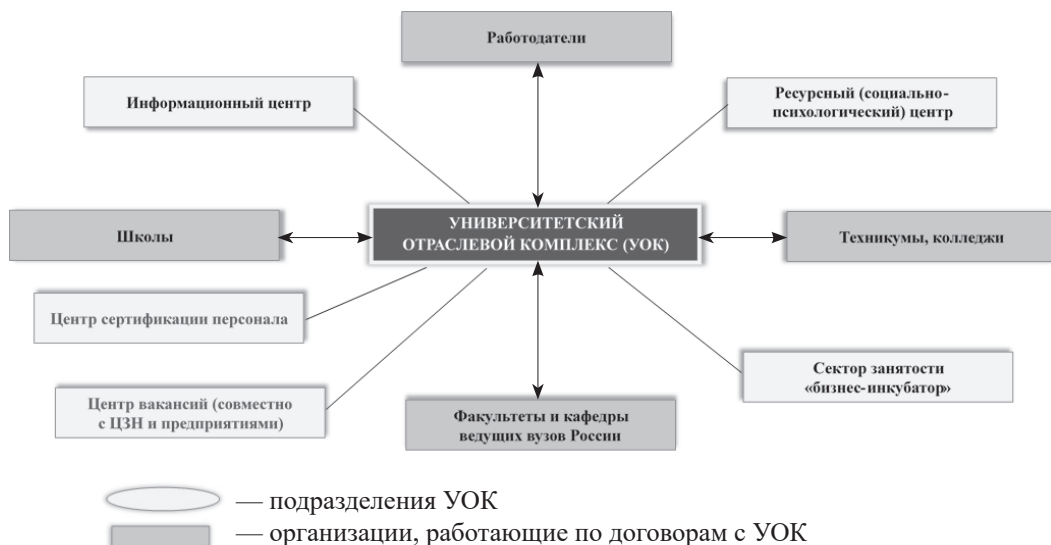 Работодатели
Информационный центр
Ресурсный (социально-
психологический) центр
УНИВЕРСИТЕТСКИЙ
ОТРАСЛЕВОЙ КОМПЛЕКС (УОК)
Школы
Техникумы, колледжи
Центр сертификации персонала
Сектор занятости
«бизнес-инкубатор»
Центр вакансий (совместно
с ЦЗН и предприятиями)
Факультеты и кафедры
ведущих вузов России
— подразделения УОК
— организации, работающие по договорам с УОК